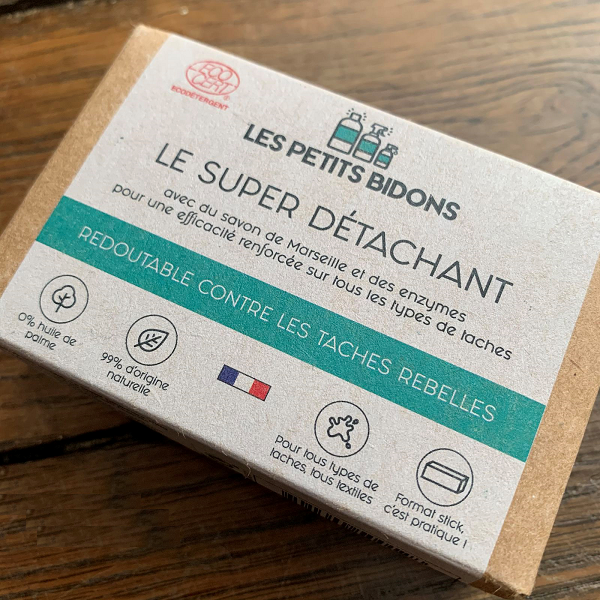 ECO
CERT
®
ECODETERGENT
LES PETITS BIDONS
LE SUPER DÉTACHANT
avec du savon de Marseille et des enzymes
pour une efficacité renforcée sur tous les types de taches
REDOUTABLE CONTRE LES TACHES REBELLES
0% huile de
palme
99% d'origine
naturelle
Pour tous types de
taches, tous textiles
Format stick,
c'est pratique !